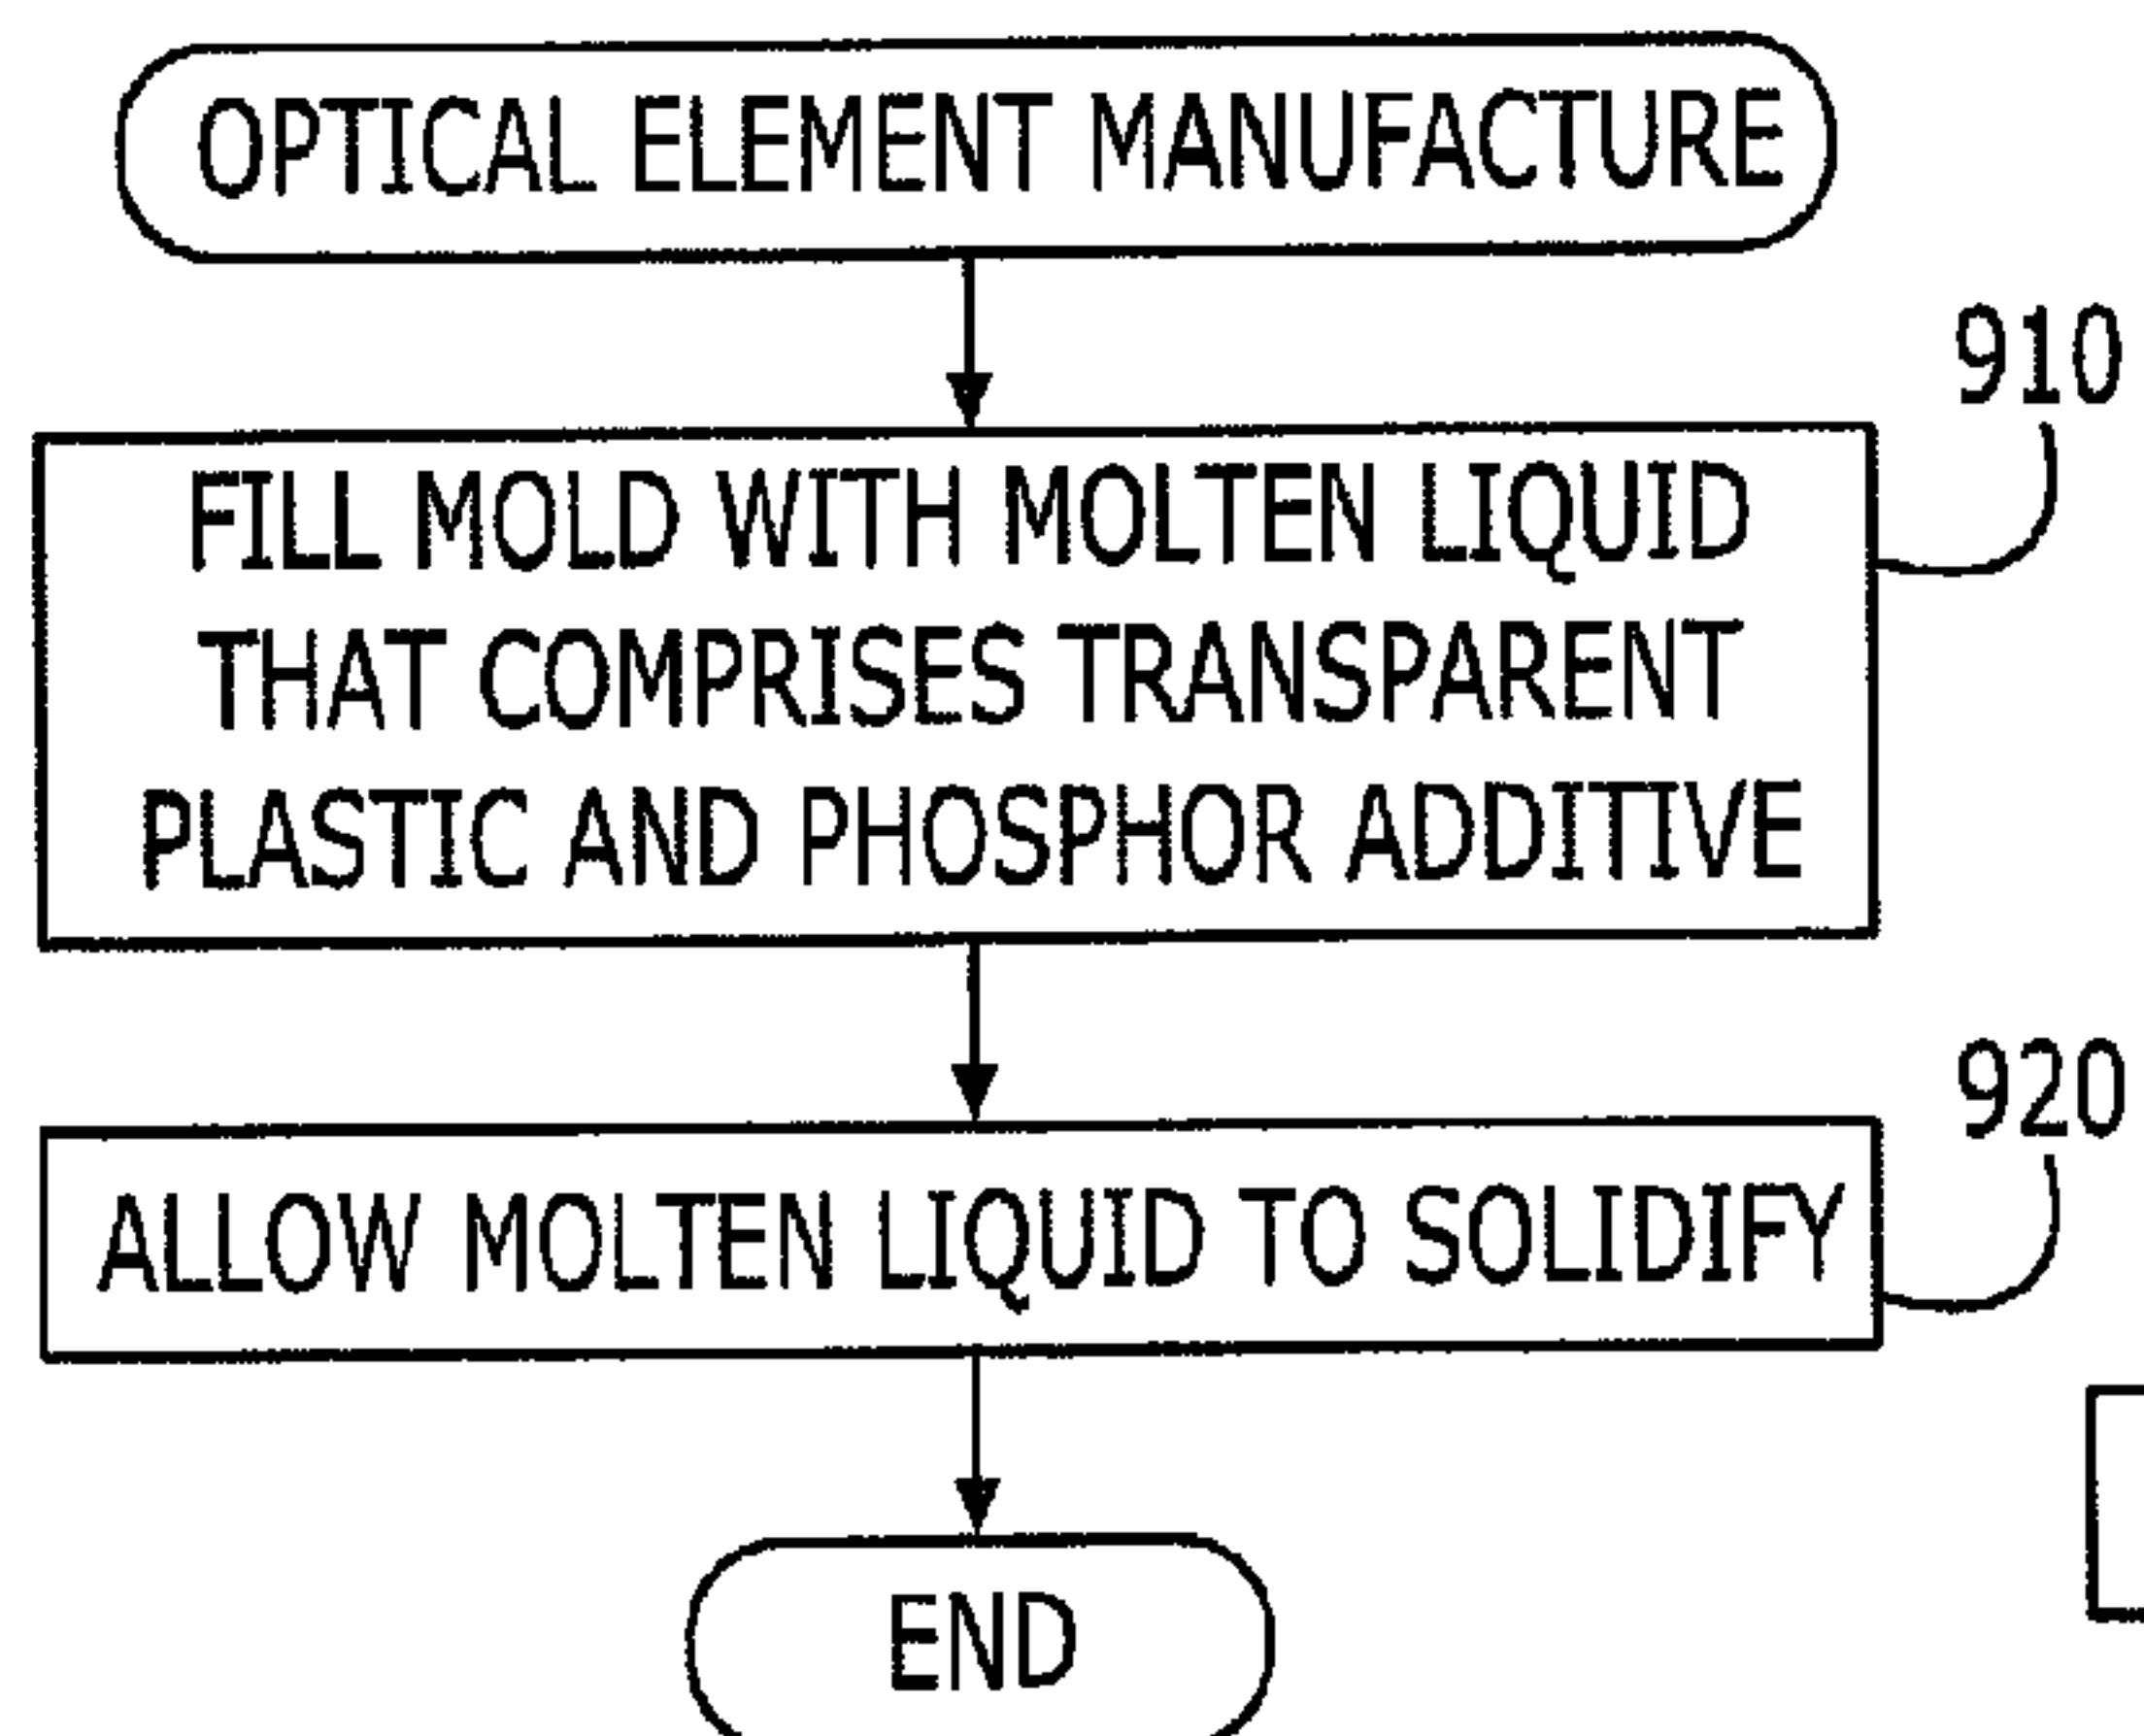 OPTICAL ELEMENT MANUFACTURE
910
FILL MOLD WITH MOLTEN LIQUID
THAT COMPRISES TRANSPARENT
PLASTIC AND PHOSPHOR ADDITIVE
920
ALLOW MOLTEN LIQUID TO SOLIDIFY
END